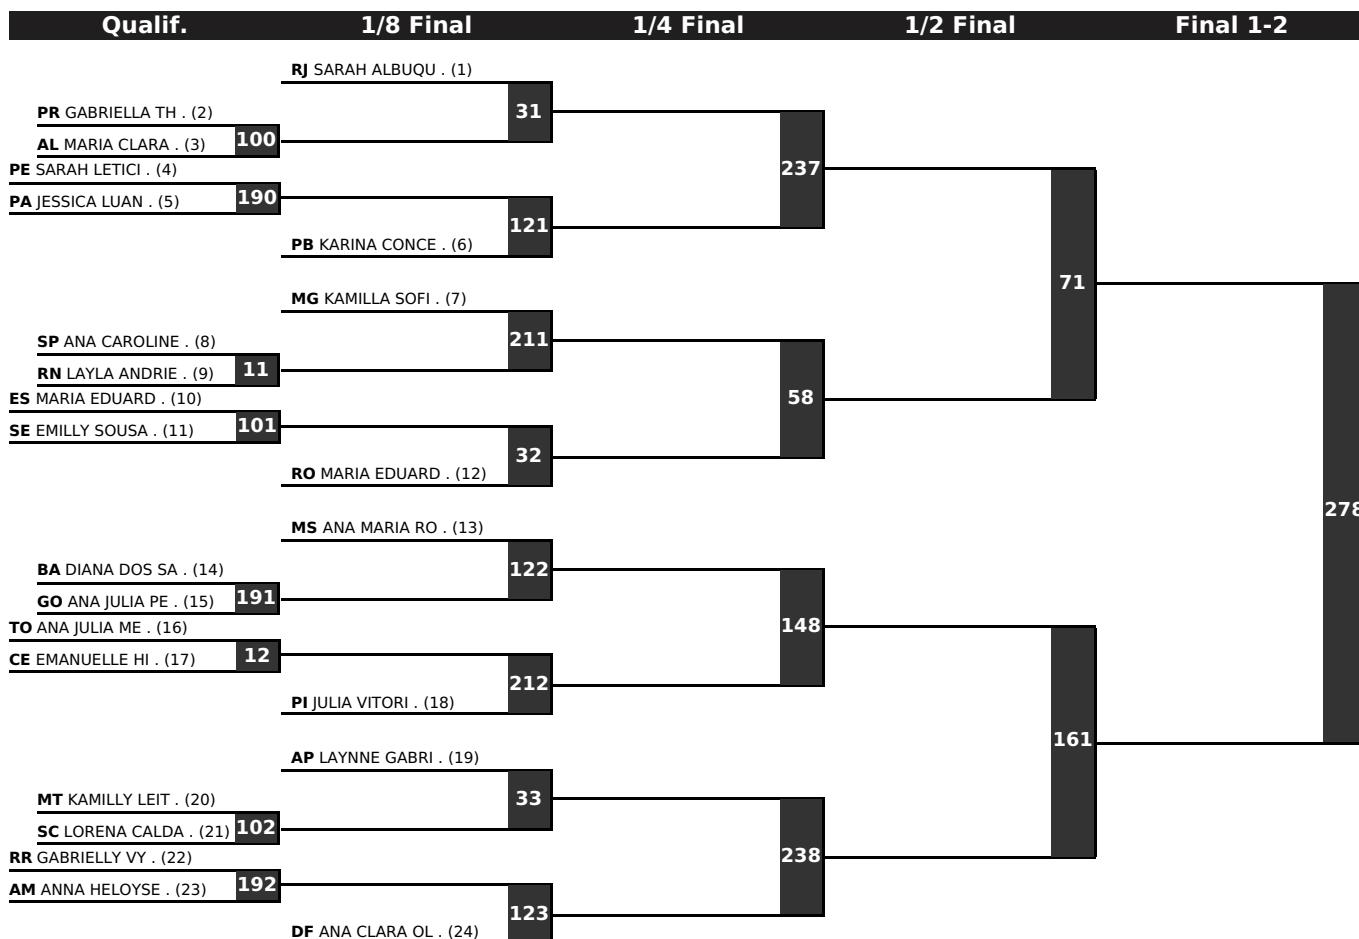 Qualif. 1/8 Final 1/4 Final 1/2 Final Final 1-2
RJ SARAH ALBUQU . (1)
31
PR GABRIELLA TH . (2)
100
AL MARIA CLARA . (3)
237
PE SARAH LETICI . (4)
190
PA JESSICA LUAN . (5)
121
PB KARINA CONCE . (6)
71
MG KAMILLA SOFI . (7)
211
SP ANA CAROLINE . (8)
11
RN LAYLA ANDRIE . (9)
58
ES MARIA EDUARD . (10)
101
SE EMILLY SOUSA . (11)
32
RO MARIA EDUARD . (12)
278
MS ANA MARIA RO . (13)
122
BA DIANA DOS SA . (14)
191
GO ANA JULIA PE . (15)
148
TO ANA JULIA ME . (16)
12
CE EMANUELLE HI . (17)
212
PI JULIA VITORI . (18)
161
AP LAYNNE GABRI . (19)
33
MT KAMILLY LEIT . (20)
102
SC LORENA CALDA . (21)
238
RR GABRIELLY VY . (22)
192
AM ANNA HELOYSE . (23)
123
DF ANA CLARA OL . (24)